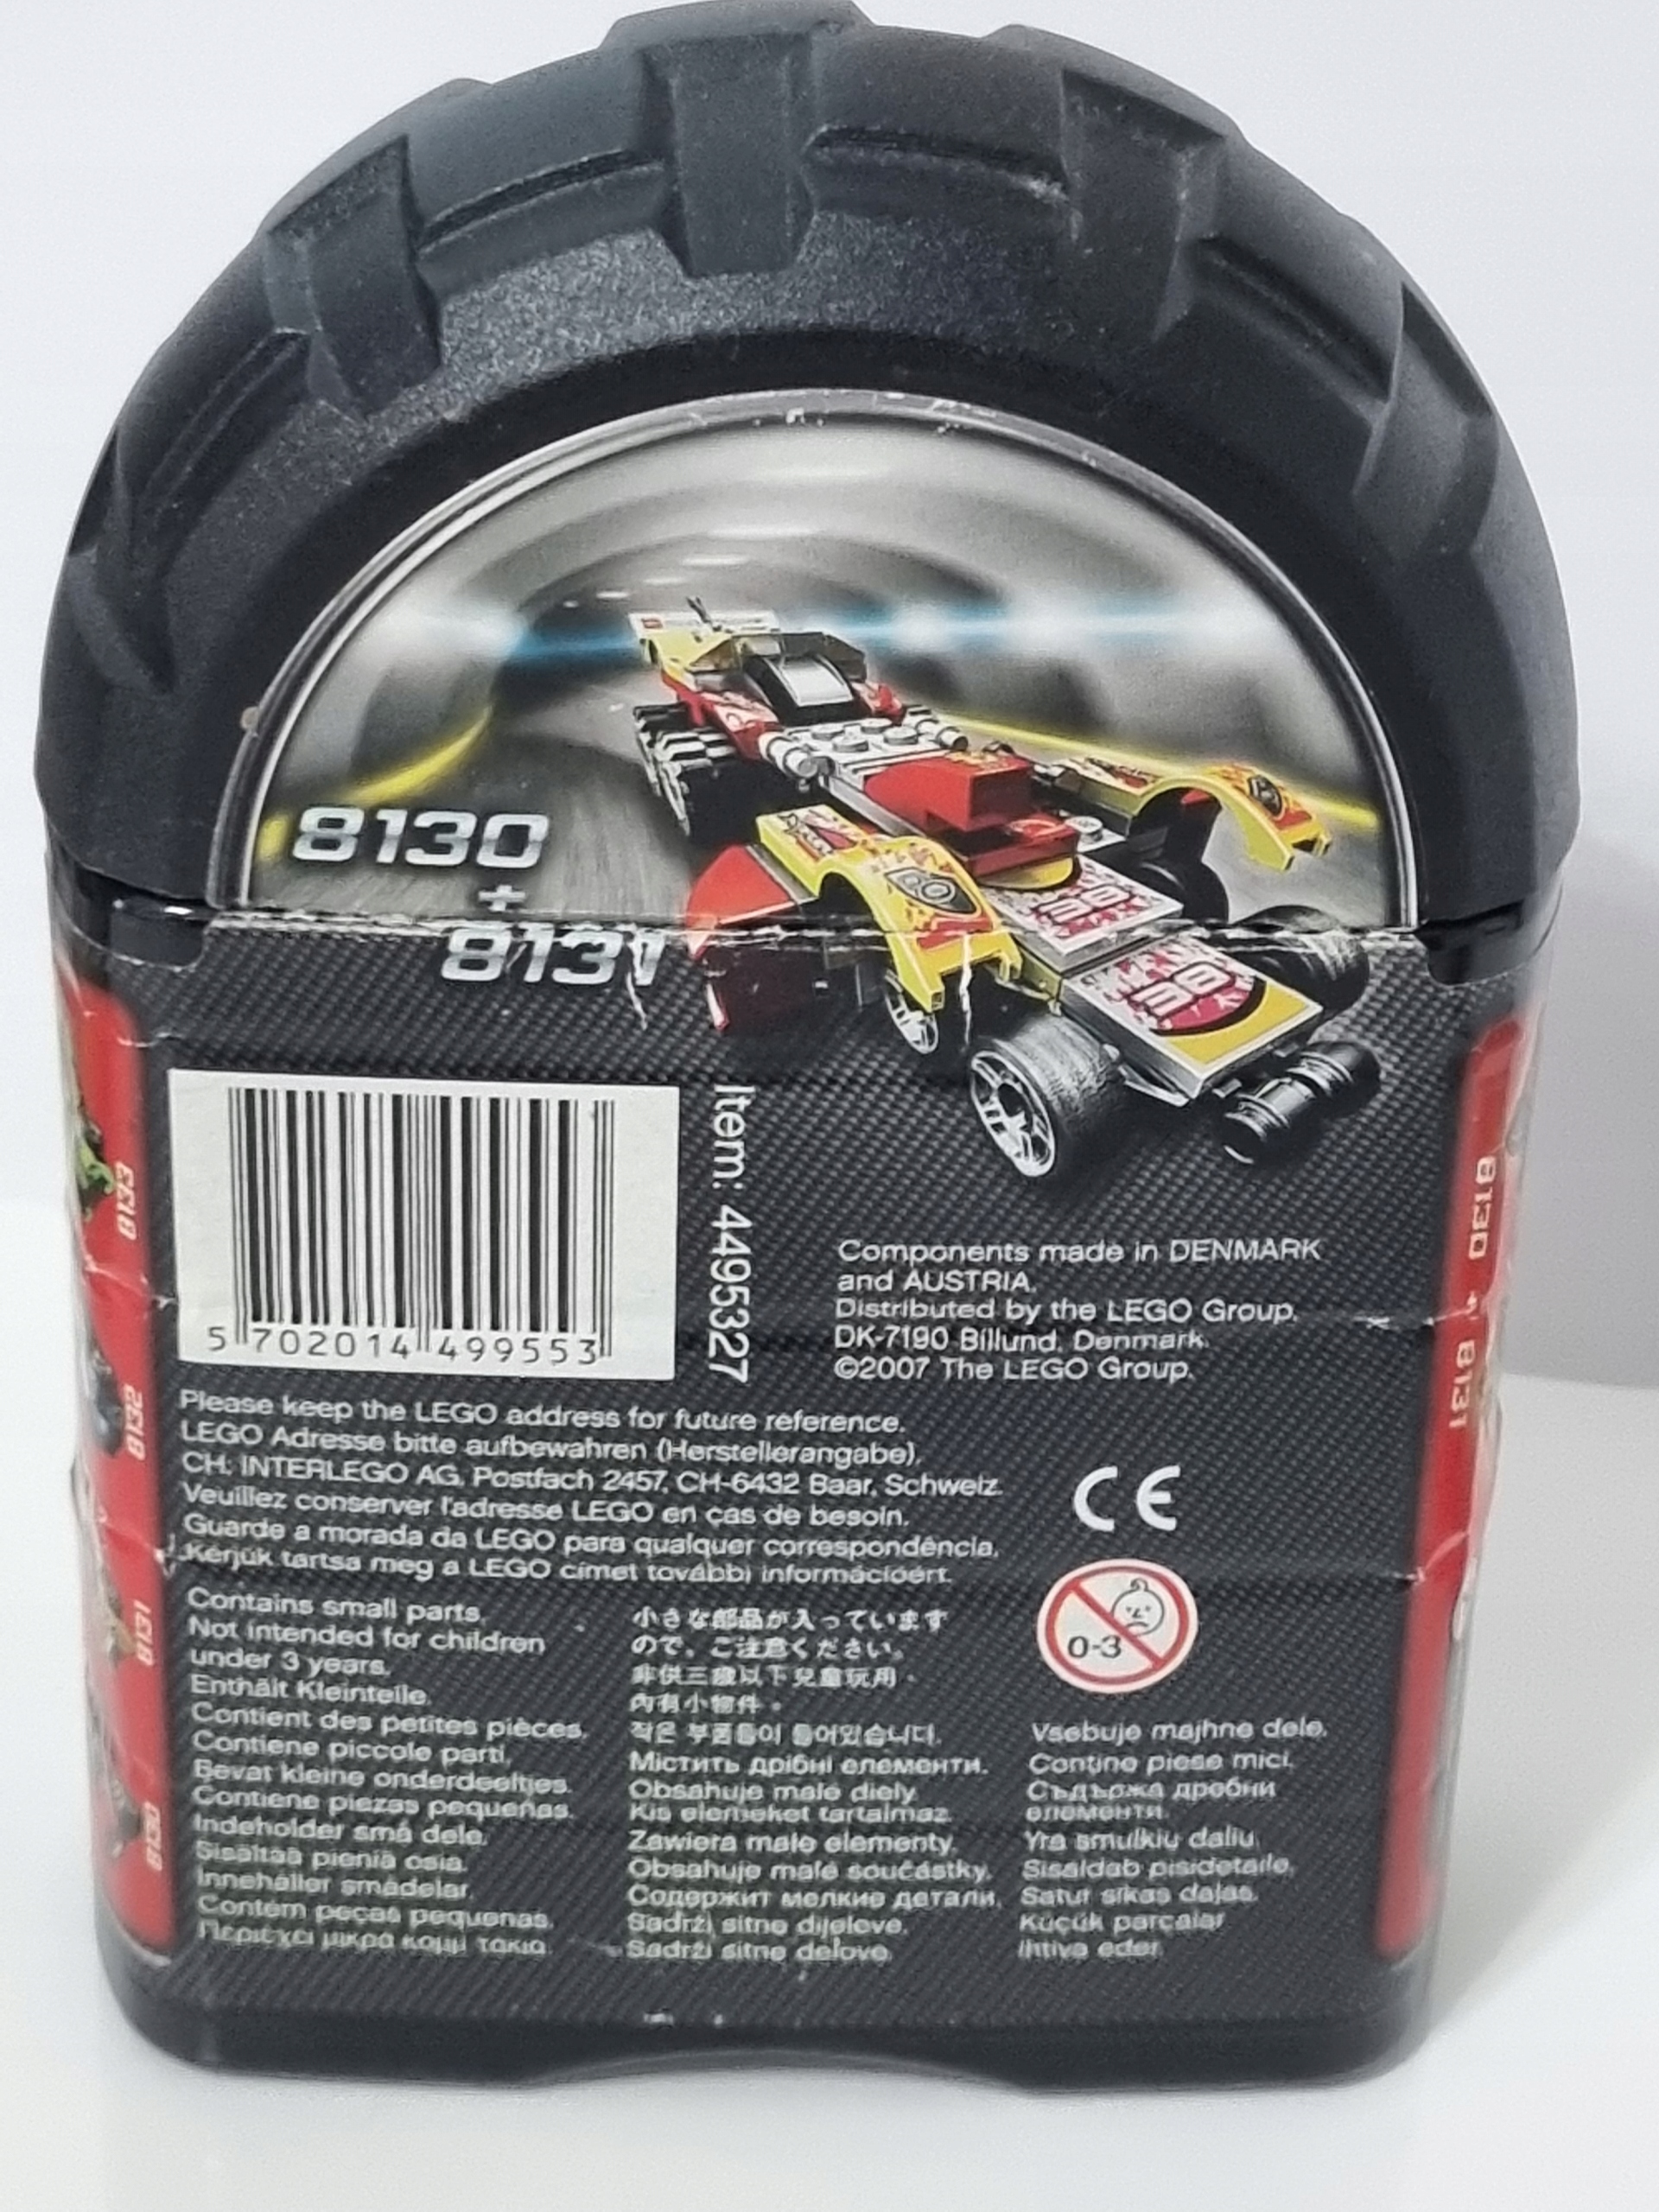 8130
+
8131
38
5 702014 499553
Item: 4495327
Components made in DENMARK
and AUSTRIA.
Distributed by the LEGO Group.
DK-7190 Billund. Denmark.
©2007 The LEGO Group.
Please keep the LEGO address for future reference.
LEGO Adresse bitte aufbewahren (Herstellerangabe).
CH: INTERLEGO AG. Postfach 2457, CH-6432 Baar, Schweiz.
Veuillez conserver l'adresse LEGO en cas de besoin.
Guarde a morada da LEGO para qualquer correspondência.
Kérjük tartsa meg a LEGO címet további információért.
CE
0-3
Contains small parts.
Not intended for children
under 3 years.
Enthält Kleinteile.
Contient des petites pièces.
Contiene piccole parti.
Bevat kleine onderdeeltjes.
Contiene piezas pequeñas.
Indeholder små dele.
Sisältää pieniä osia.
Innehåller smådelar.
Contém peças pequenas.
Περιέχει μικρά κομμάτακια.
小さな部品が入っています
ので、ご注意ください。
非供三歲以下兒童玩用。
內有小物件。
작은 부품들이 들어있습니다.
Містить дрібні елементи.
Obsahuje malé diely.
Kis elemeket tartalmaz.
Zawiera małe elementy.
Obsahuje malé součástky.
Содержит мелкие детали.
Sadrži sitne dijelove.
Sadrži sitne delove.
Vsebuje majhne dele.
Conţine piese mici.
Съдържа дробни
елементи.
Yra smulkių dalių.
Sisaldab pisidetaile.
Satur sīkas daļas.
Küçük parçalar
ihtiva eder.
8133
8132
8131
8130
8130 + 8131